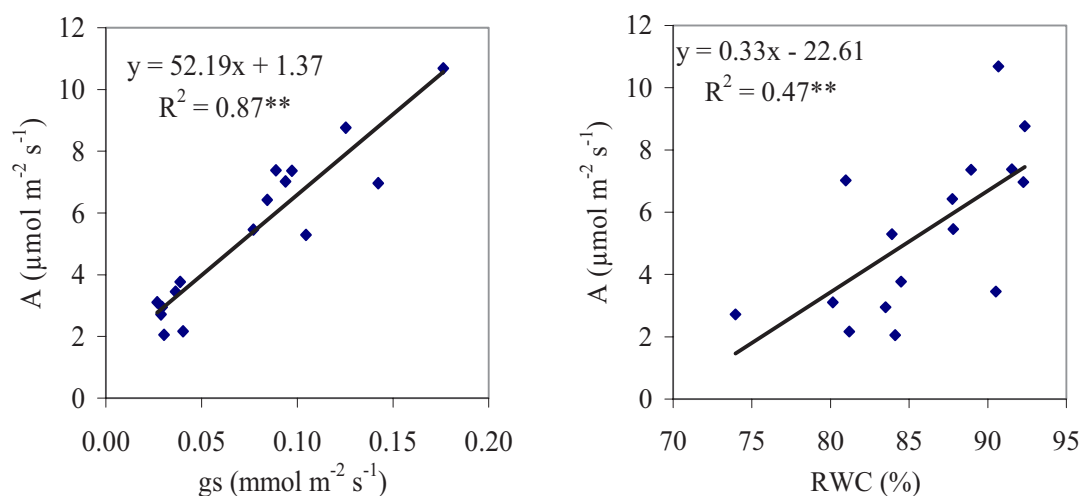 12
10
8
6
4
2
0
A (µmol m⁻² s⁻¹)
y = 52.19x + 1.37
R² = 0.87**
0.00 0.05 0.10 0.15 0.20
gs (mmol m⁻² s⁻¹)
12
10
8
6
4
2
0
A (µmol m⁻² s⁻¹)
y = 0.33x - 22.61
R² = 0.47**
70 75 80 85 90 95
RWC (%)